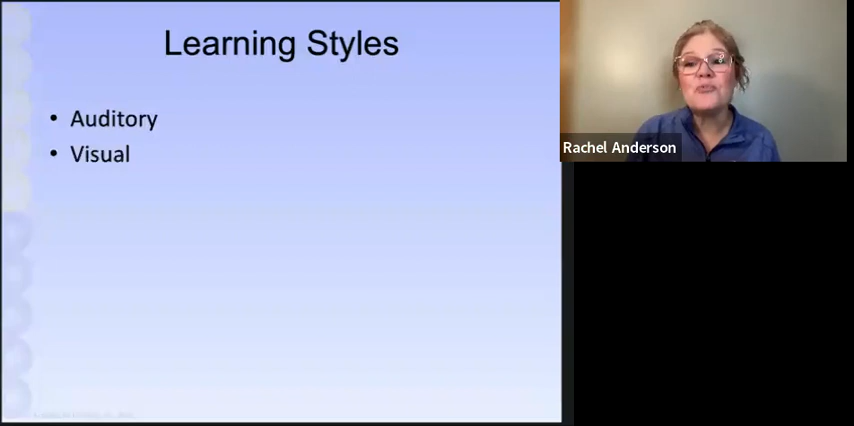 Learning Styles
• Auditory
• Visual
Rachel Anderson